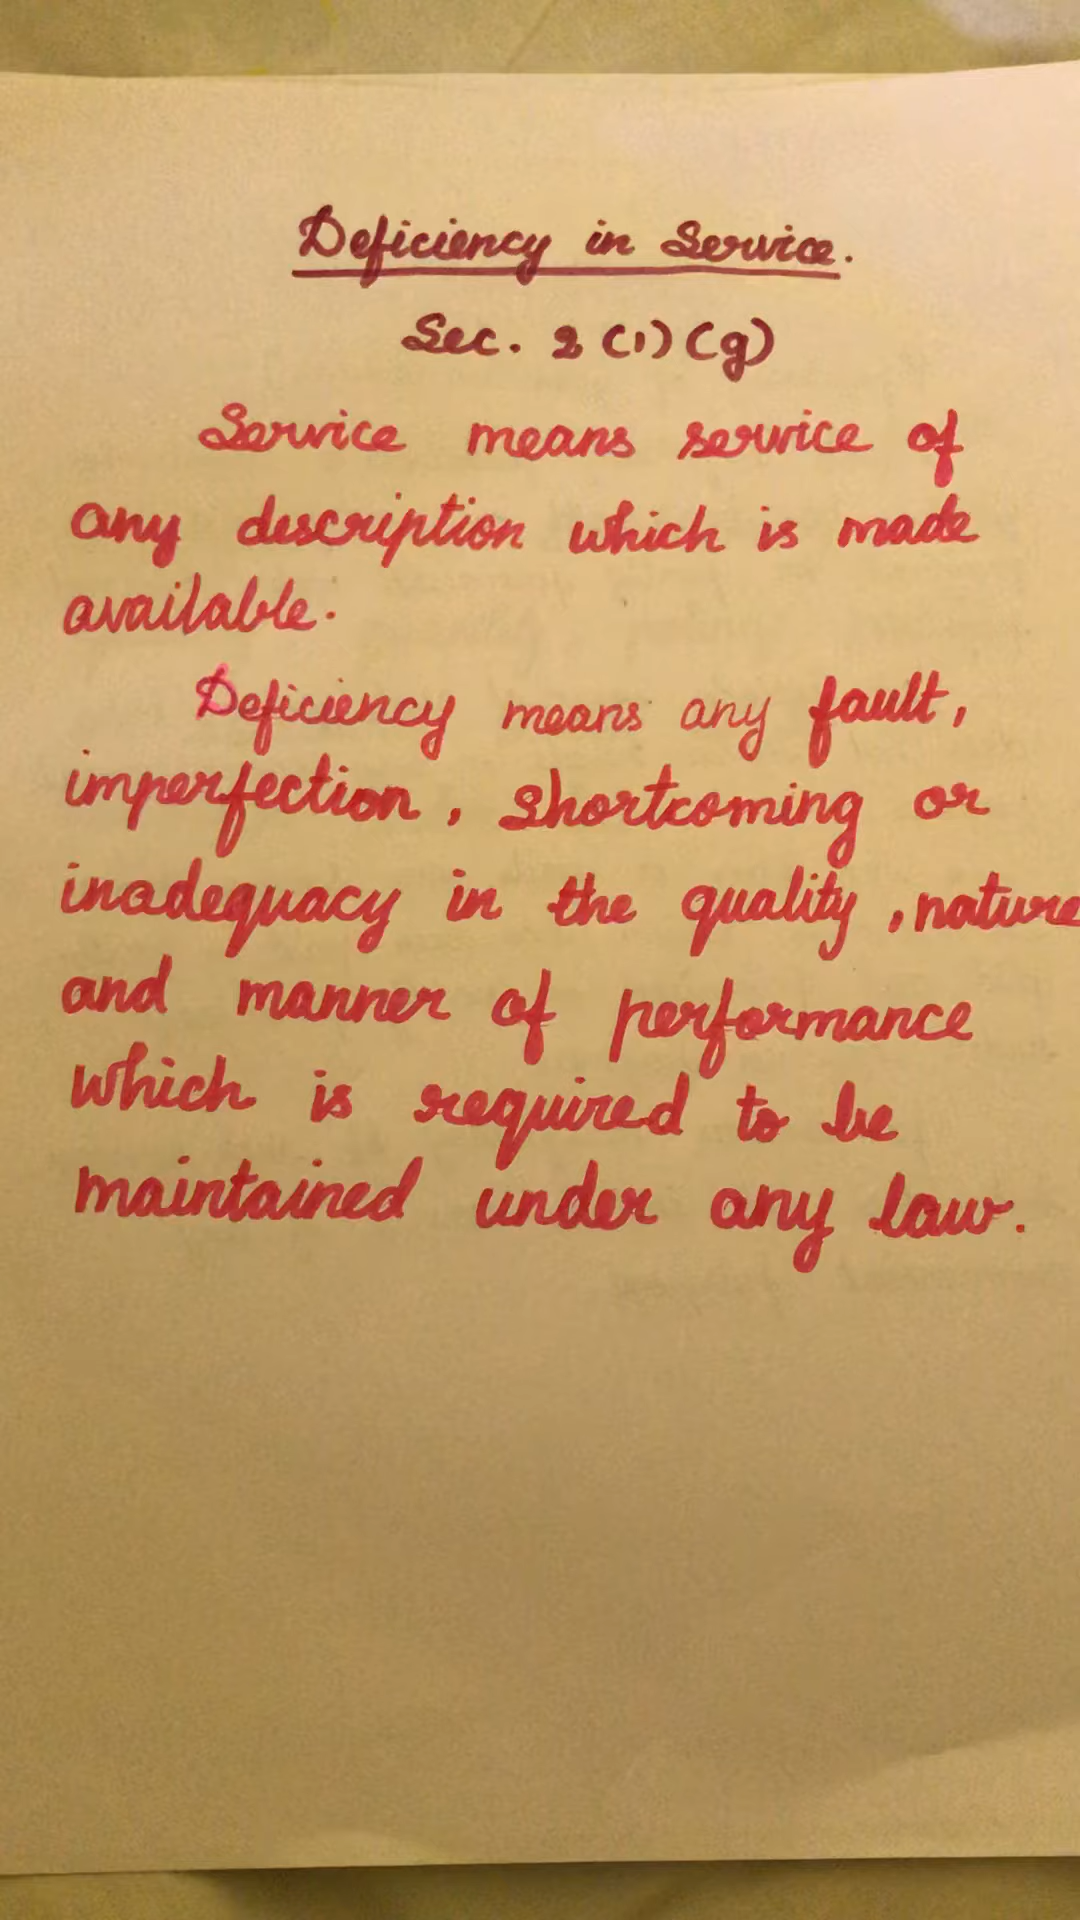 Deficiency in Service.
Sec. 2 (1) (g)
Service means service of
any description which is made
available.
Deficiency means any fault,
imperfection, shortcoming or
inadequacy in the quality, nature
and manner of performance
which is required to be
maintained under any law.